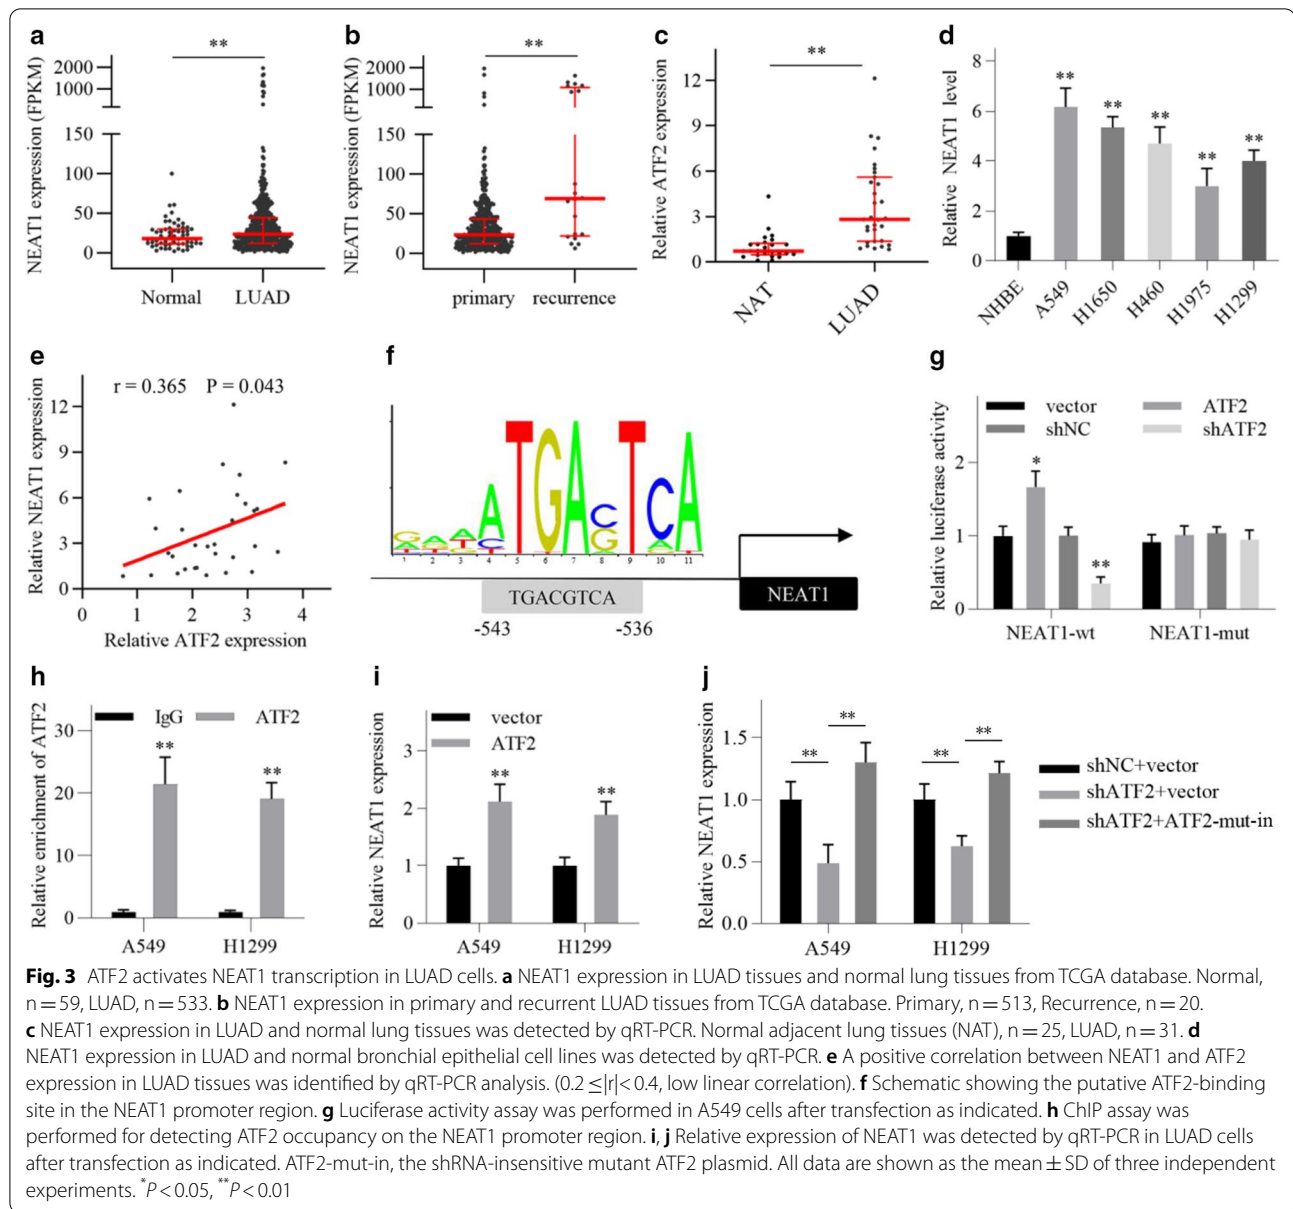 a
**
NEAT1 expression (FPKM)
2000
1000
150
100
50
0
Normal
LUAD
b
**
NEAT1 expression (FPKM)
2000
1000
150
100
50
0
primary
recurrence
c
**
Relative ATF2 expression
12
9
6
3
0
NAT
LUAD
d
Relative NEAT1 level
8
6
4
2
0
**
**
**
**
**
NHBE
A549
H1650
H460
H1975
H1299
e
r = 0.365 P = 0.043
Relative NEAT1 expression
12
9
6
3
0
0 1 2 3 4
Relative ATF2 expression
f
A T G A C T C A
G
1 2 3 4 5 6 7 8 9 10 11
TGACGTCA
NEAT1
-543
-536
g
vector
ATF2
shNC
shATF2
Relative luciferase activity
2
1
0
*
**
NEAT1-wt
NEAT1-mut
h
IgG
ATF2
Relative enrichment of ATF2
30
20
10
0
**
**
A549
H1299
i
vector
ATF2
Relative NEAT1 expression
3
2
1
0
**
**
A549
H1299
j
Relative NEAT1 expression
1.5
1.0
0.5
0.0
**
**
**
**
A549
H1299
shNC+vector
shATF2+vector
shATF2+ATF2-mut-in
Fig. 3 ATF2 activates NEAT1 transcription in LUAD cells. a NEAT1 expression in LUAD tissues and normal lung tissues from TCGA database. Normal,
n = 59, LUAD, n = 533. b NEAT1 expression in primary and recurrent LUAD tissues from TCGA database. Primary, n = 513, Recurrence, n = 20.
c NEAT1 expression in LUAD and normal lung tissues was detected by qRT-PCR. Normal adjacent lung tissues (NAT), n = 25, LUAD, n = 31. d
NEAT1 expression in LUAD and normal bronchial epithelial cell lines was detected by qRT-PCR. e A positive correlation between NEAT1 and ATF2
expression in LUAD tissues was identified by qRT-PCR analysis. (0.2 ≤ |r| < 0.4, low linear correlation). f Schematic showing the putative ATF2-binding
site in the NEAT1 promoter region. g Luciferase activity assay was performed in A549 cells after transfection as indicated. h ChIP assay was
performed for detecting ATF2 occupancy on the NEAT1 promoter region. i, j Relative expression of NEAT1 was detected by qRT-PCR in LUAD cells
after transfection as indicated. ATF2-mut-in, the shRNA-insensitive mutant ATF2 plasmid. All data are shown as the mean ± SD of three independent
experiments. *P < 0.05, **P < 0.01